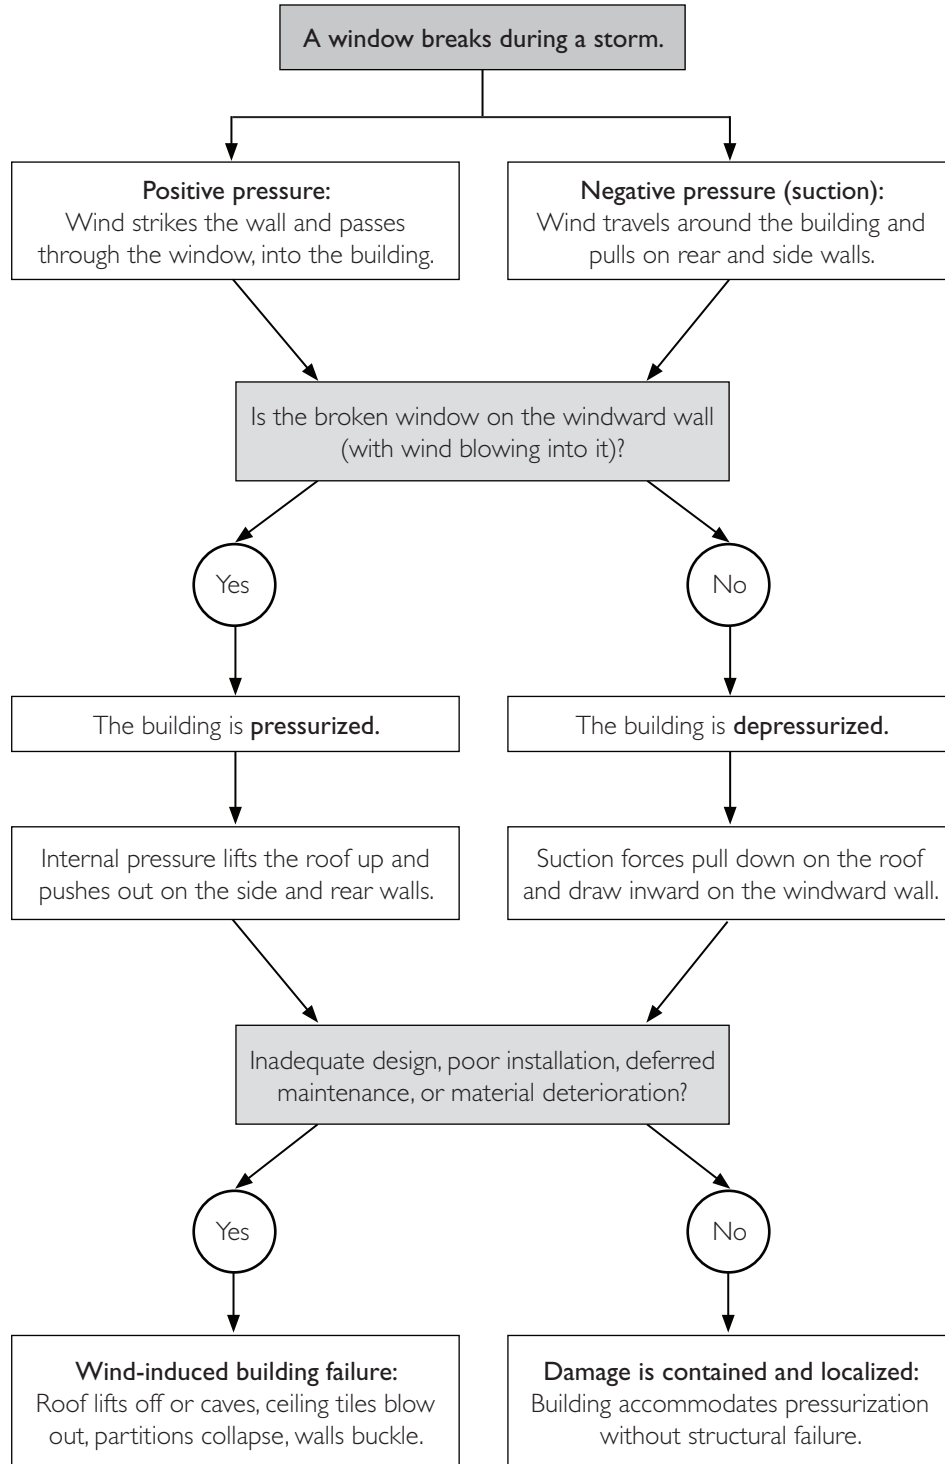 A window breaks during a storm.
Positive pressure:
Wind strikes the wall and passes
through the window, into the building.
Negative pressure (suction):
Wind travels around the building and
pulls on rear and side walls.
Is the broken window on the windward wall
(with wind blowing into it)?
Yes
No
The building is pressurized.
The building is depressurized.
Internal pressure lifts the roof up and
pushes out on the side and rear walls.
Suction forces pull down on the roof
and draw inward on the windward wall.
Inadequate design, poor installation, deferred
maintenance, or material deterioration?
Yes
No
Wind-induced building failure:
Roof lifts off or caves, ceiling tiles blow
out, partitions collapse, walls buckle.
Damage is contained and localized:
Building accommodates pressurization
without structural failure.